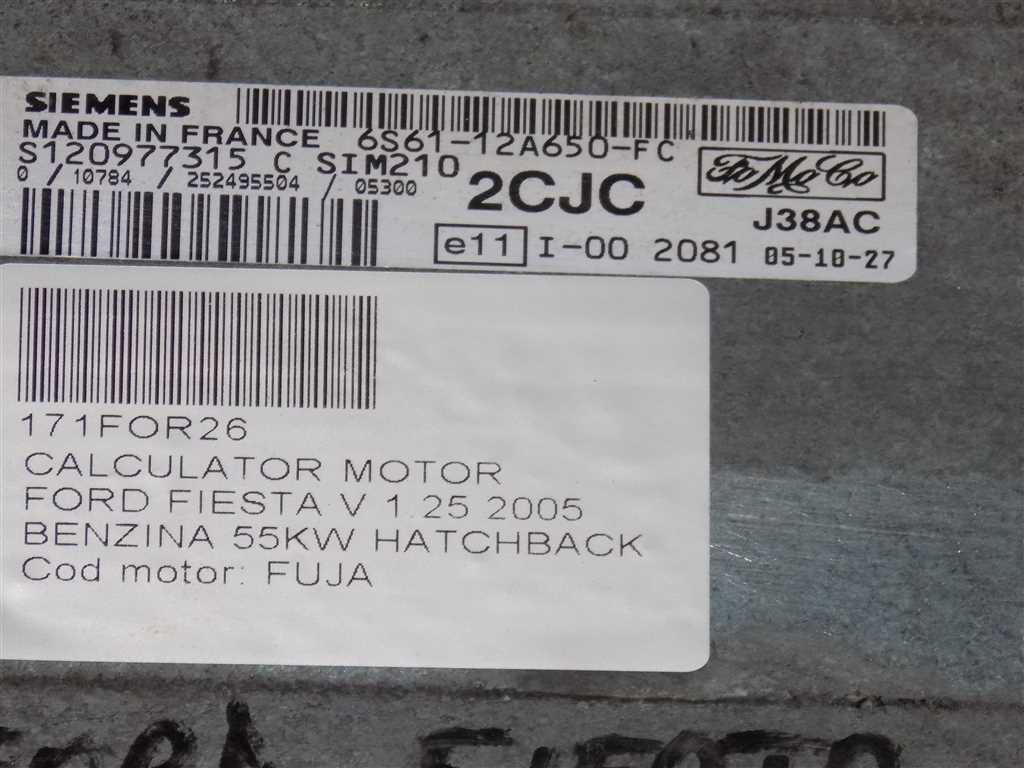 SIEMENS
MADE IN FRANCE 6S61-12A650-FC
S120977315 C SIM210
0 / 10784 / 252495504 / 05300
2CJC
FoMoCo
J38AC
e11 I-00 2081 05-10-27
171FOR26
CALCULATOR MOTOR
FORD FIESTA V 1.25 2005
BENZINA 55KW HATCHBACK
Cod motor: FUJA